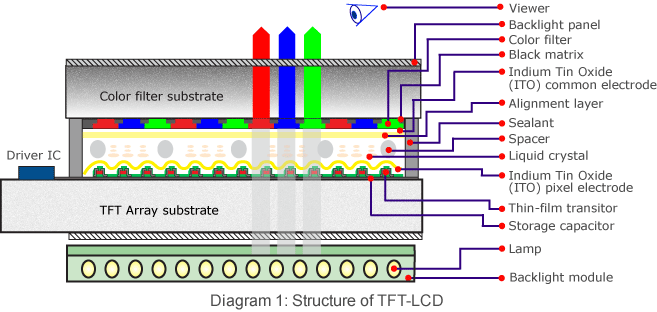 Viewer
Backlight panel
Color filter
Black matrix
Indium Tin Oxide
(ITO) common electrode
Color filter substrate
Alignment layer
Sealant
Spacer
Driver IC
Liquid crystal
Indium Tin Oxide
(ITO) pixel electrode
TFT Array substrate
Thin-film transitor
Storage capacitor
Lamp
Backlight module
Diagram 1: Structure of TFT-LCD